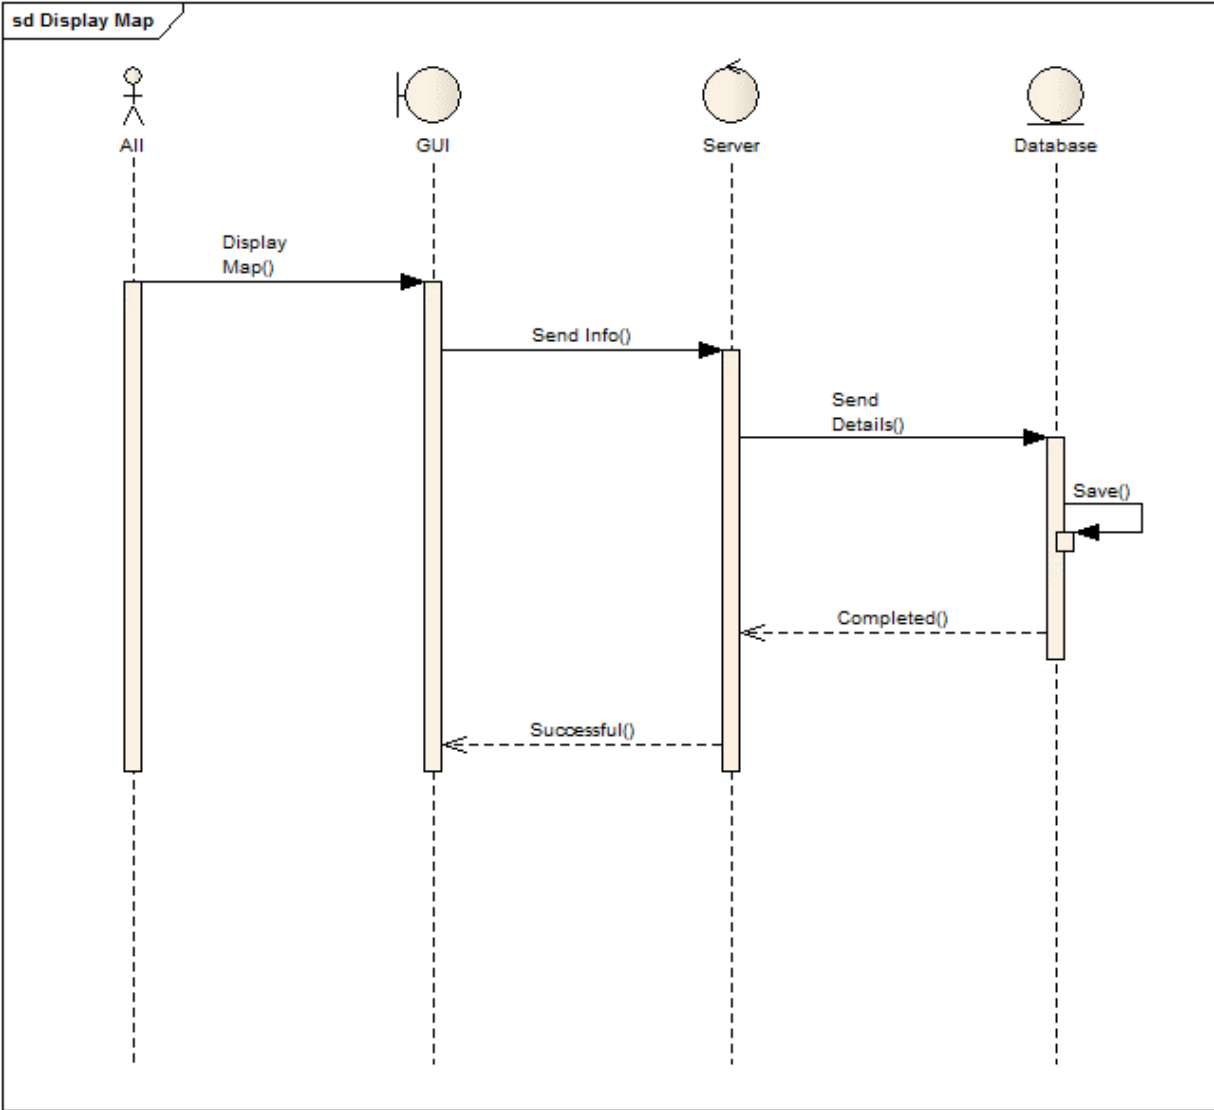 sd Display Map
All
GUI
Server
Database
Display
Map()
Send Info()
Send
Details()
Save()
Completed()
Successful()